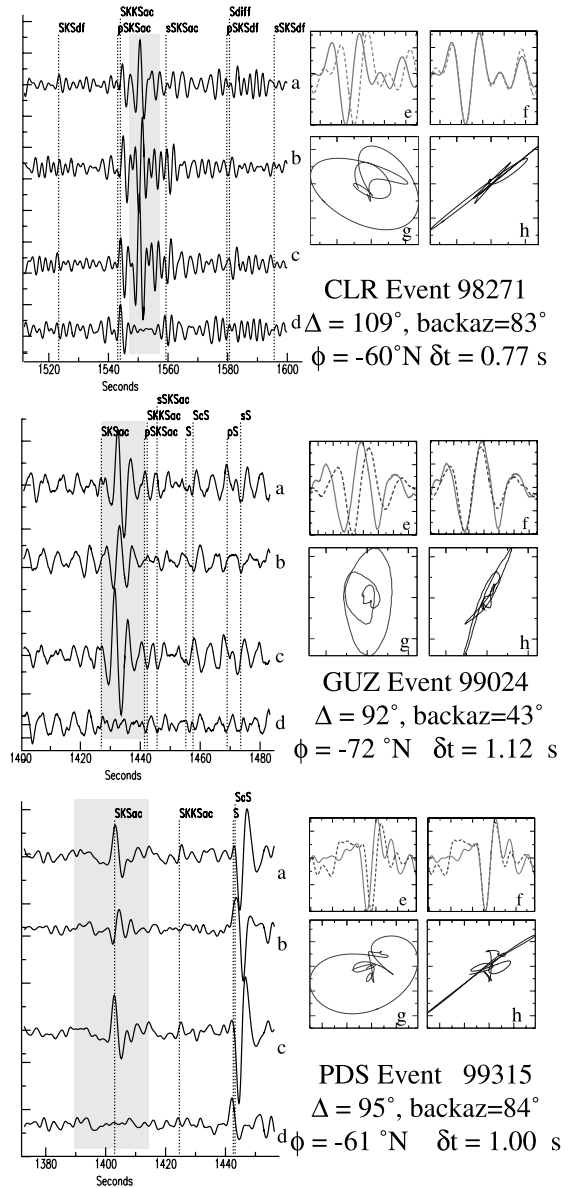 SKKSac Sdiff
SKSdf pSKSac sSKSac pSKSdf sSKSdf
a
b
c
d
e
f
g
h
1520 1540 1560 1580 1600
Seconds
CLR Event 98271
Δ = 109°, backaz=83°
ϕ = -60°N δt = 0.77 s
sSKSac
SKKSac ScS sS
SKSac pSKSac S pS
a
b
c
d
e
f
g
h
1400 1420 1440 1460 1480
Seconds
GUZ Event 99024
Δ = 92°, backaz=43°
ϕ = -72 °N δt = 1.12 s
ScS
SKSac SKKSac S
a
b
c
d
e
f
g
h
1380 1400 1420 1440
Seconds
PDS Event 99315
Δ = 95°, backaz=84°
ϕ = -61 °N δt = 1.00 s